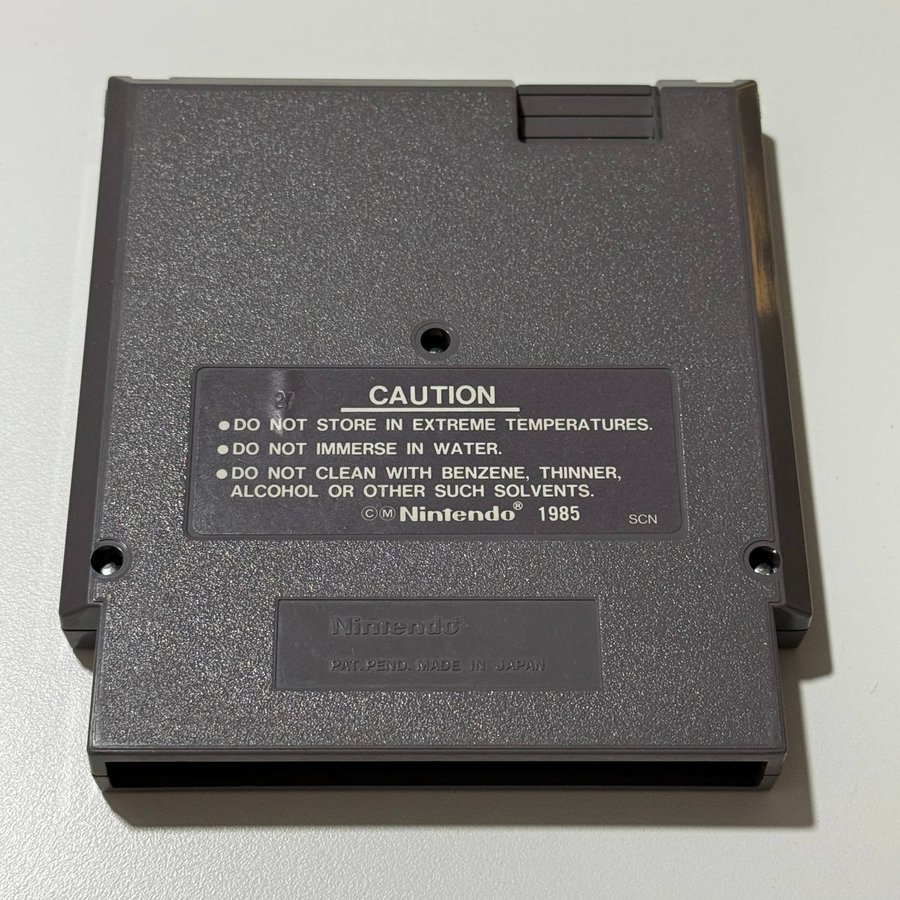 27
CAUTION
●DO NOT STORE IN EXTREME TEMPERATURES.
●DO NOT IMMERSE IN WATER.
●DO NOT CLEAN WITH BENZENE, THINNER,
ALCOHOL OR OTHER SUCH SOLVENTS.
ⒸⓂNintendo® 1985 SCN
Nintendo®
PAT. PEND. MADE IN JAPAN